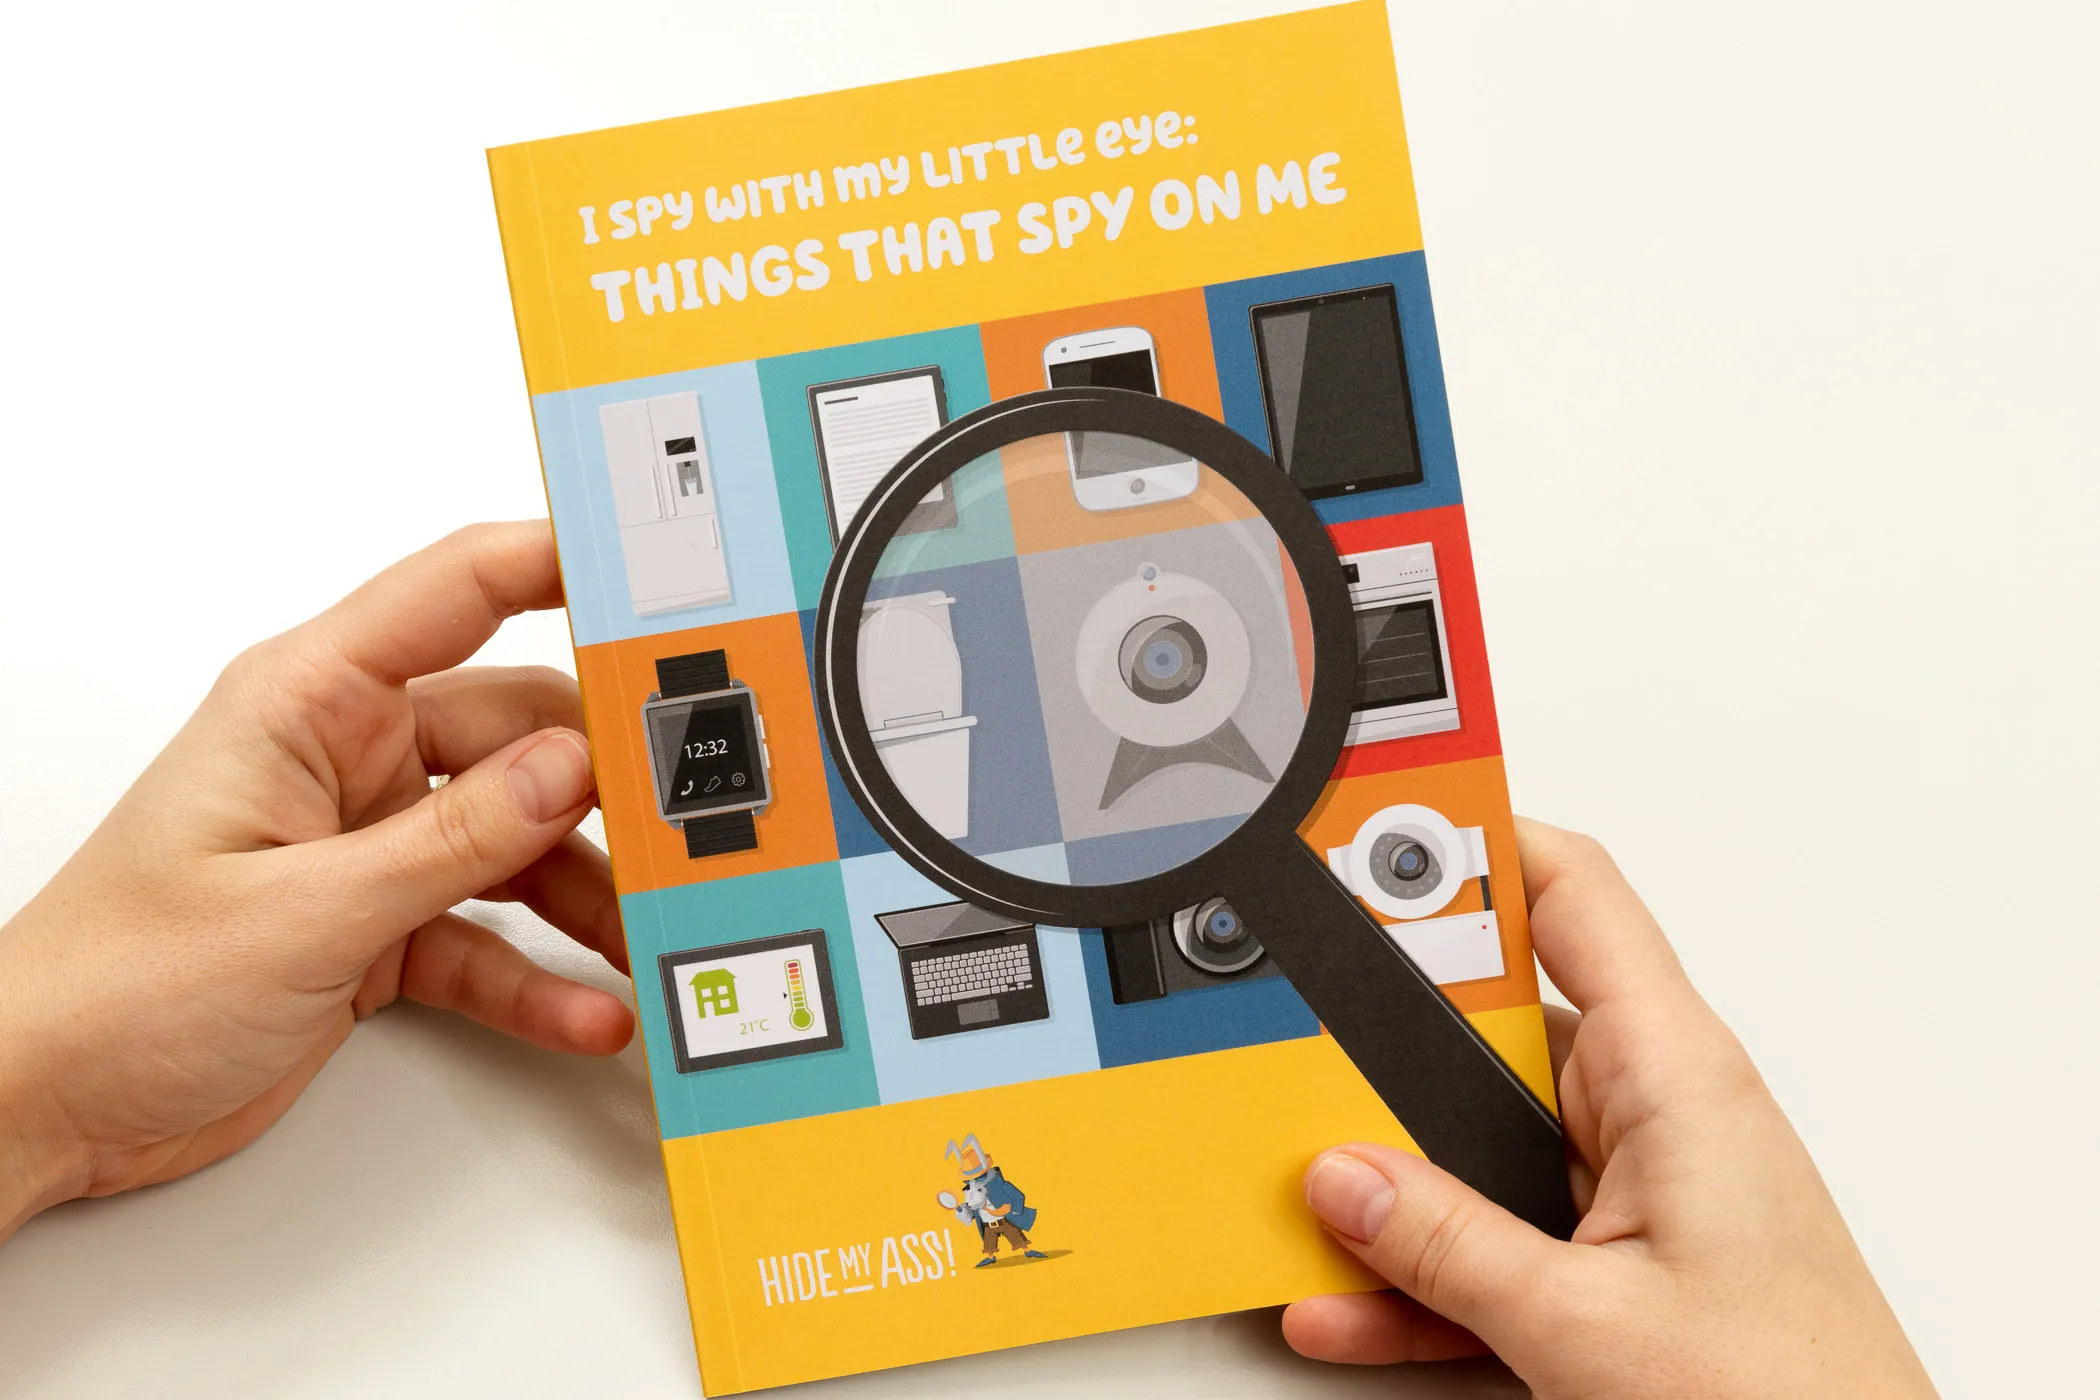 I SPY WITH MY LITTLE EYE:
THINGS THAT SPY ON ME
12:32
21°C
HIDE MY ASS!